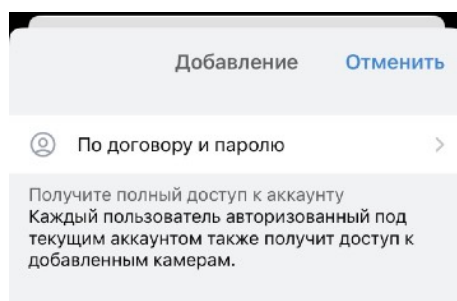 Добавление Отменить
По договору и паролю
Получите полный доступ к аккаунту
Каждый пользователь авторизованный под
текущим аккаунтом также получит доступ к
добавленным камерам.